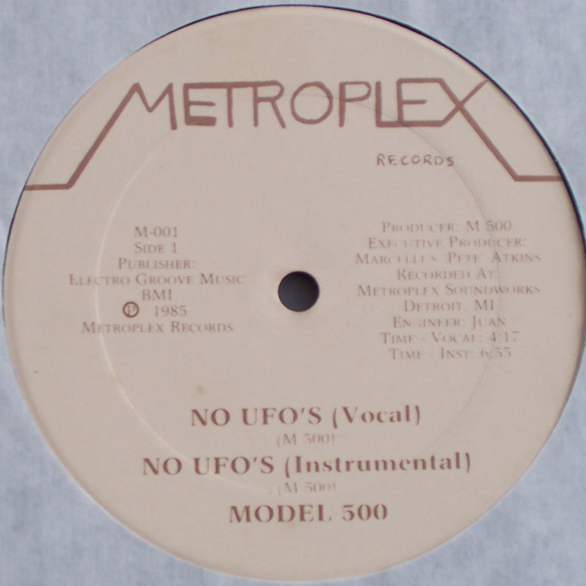 METROPLEX
RECORDS
M-001
SIDE 1
PUBLISHER:
ELECTRO GROOVE MUSIC
BMI
℗ 1985
METROPLEX RECORDS
PRODUCER: M 500
EXECUTIVE PRODUCER:
MARCELLUS 'PETE' ATKINS
RECORDED AT:
METROPLEX SOUNDWORKS
DETROIT, MI
ENGINEER: JUAN
TIME - VOCAL: 4:17
TIME - INST: 6:55
NO UFO'S (Vocal)
(M 500)
NO UFO'S (Instrumental)
(M 500)
MODEL 500